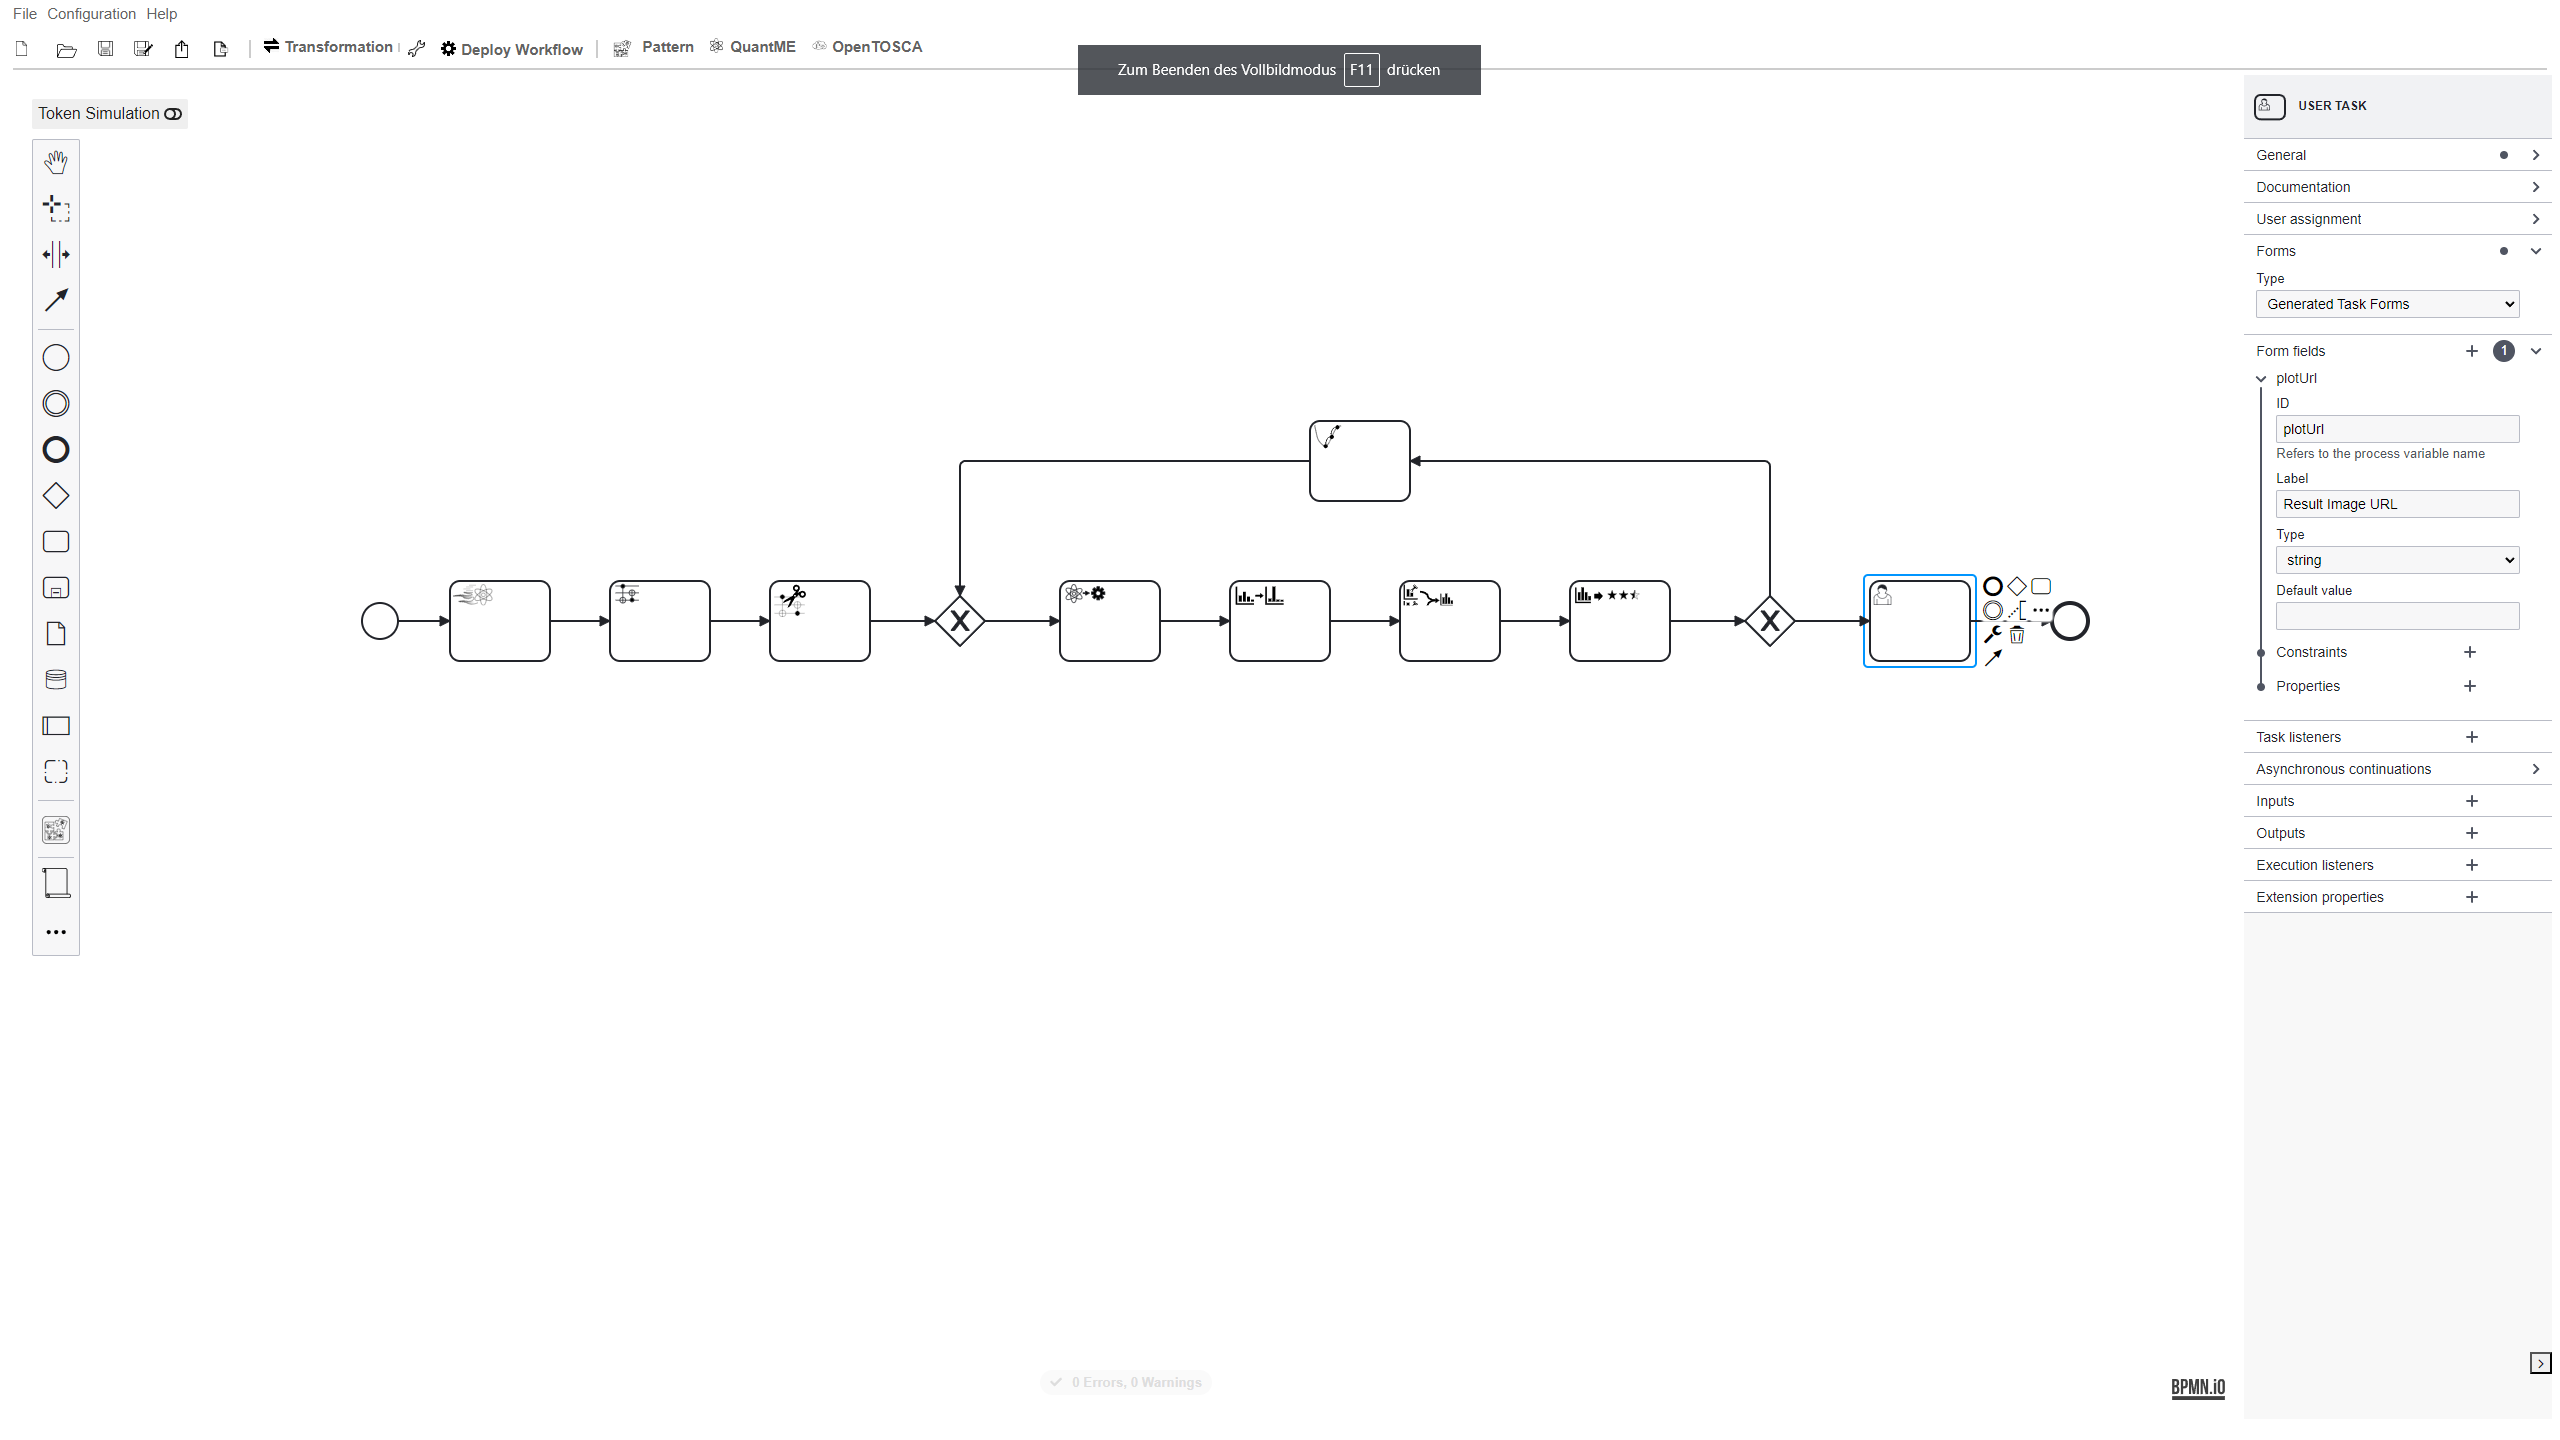 File Configuration Help
Transformation Deploy Workflow Pattern QuantME OpenTOSCA
Zum Beenden des Vollbildmodus F11 drücken
Token Simulation
USER TASK
General
Documentation
User assignment
Forms
Type
Generated Task Forms
Form fields 1
plotUrl
ID
plotUrl
Refers to the process variable name
Label
Result Image URL
Type
string
Default value
Constraints
Properties
Task listeners
Asynchronous continuations
Inputs
Outputs
Execution listeners
Extension properties
0 Errors, 0 Warnings
BPMN.iO